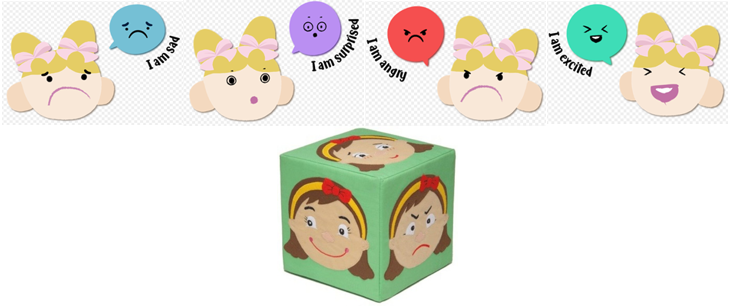 I am sad
I am surprised
I am angry
I am excited